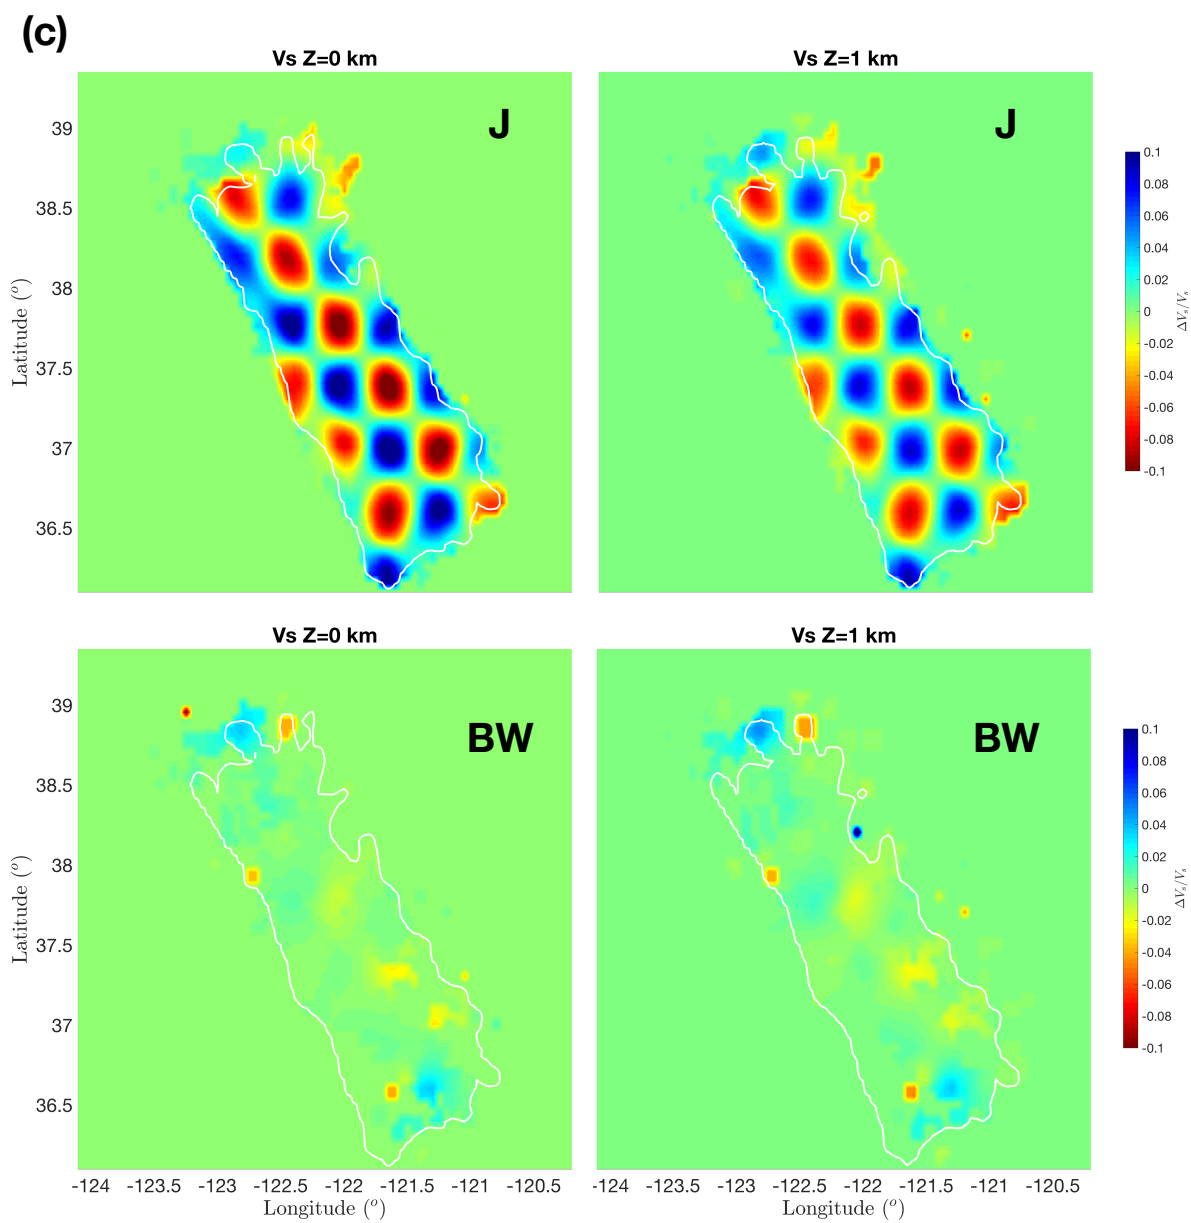 (c)
Vs Z=0 km
Vs Z=1 km
J
J
39
38.5
38
37.5
37
36.5
Latitude (°)
0.1
0.08
0.06
0.04
0.02
0
-0.02
-0.04
-0.06
-0.08
-0.1
ΔVₛ/Vₛ
Vs Z=0 km
Vs Z=1 km
BW
BW
39
38.5
38
37.5
37
36.5
Latitude (°)
0.1
0.08
0.06
0.04
0.02
0
-0.02
-0.04
-0.06
-0.08
-0.1
ΔVₛ/Vₛ
-124 -123.5 -123 -122.5 -122 -121.5 -121 -120.5
-124 -123.5 -123 -122.5 -122 -121.5 -121 -120.5
Longitude (°)
Longitude (°)